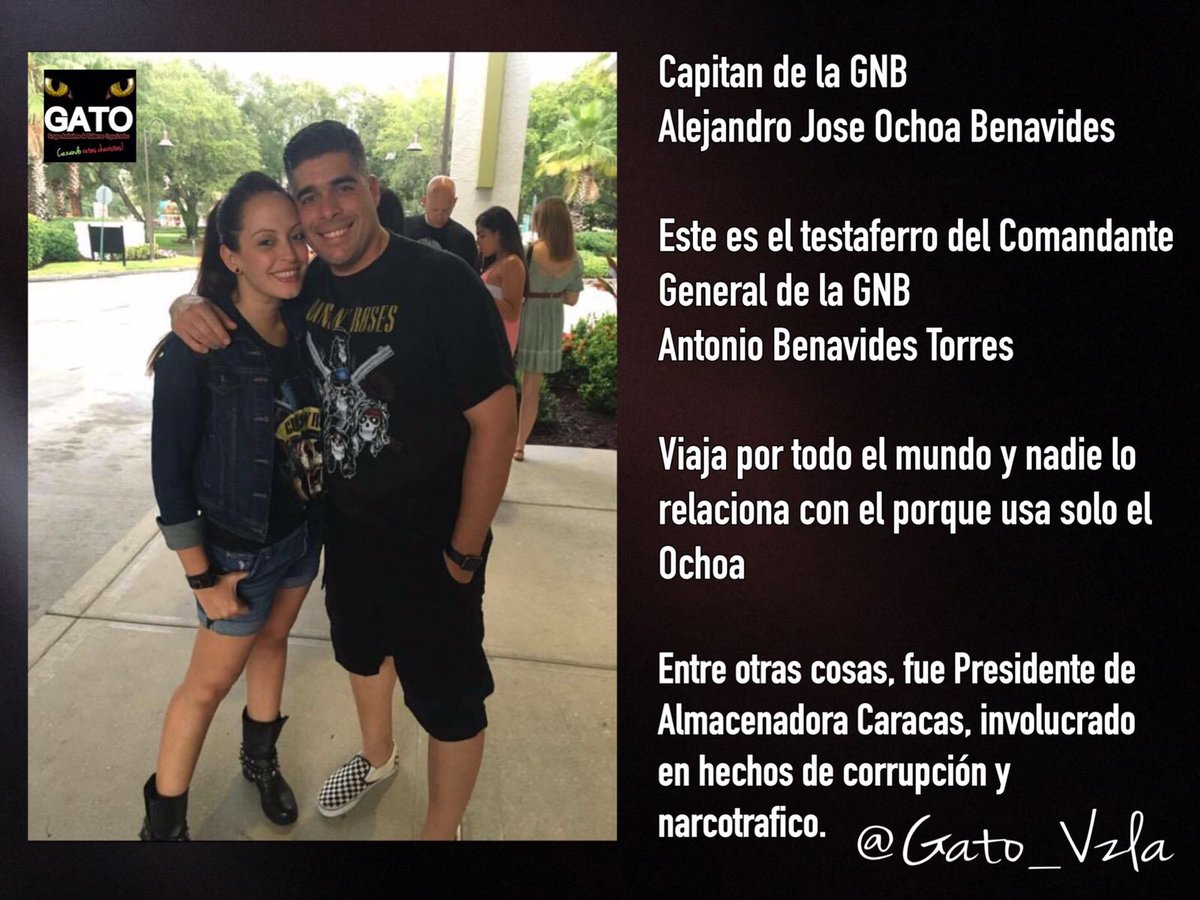 GATO
Capitan de la GNB
Alejandro Jose Ochoa Benavides
Este es el testaferro del Comandante
General de la GNB
Antonio Benavides Torres
Viaja por todo el mundo y nadie lo
relaciona con el porque usa solo el
Ochoa
Entre otras cosas, fue Presidente de
Almacenadora Caracas, involucrado
en hechos de corrupción y
narcotrafico.
@Gato_Vzla